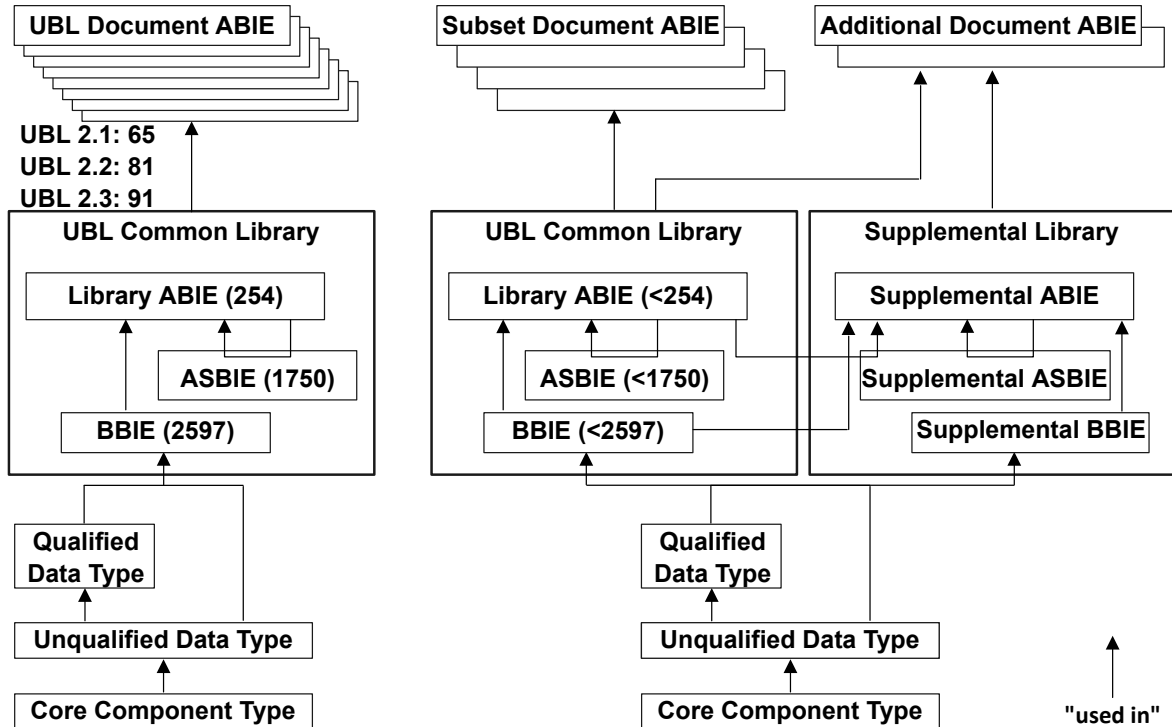 UBL Document ABIE
UBL 2.1: 65
UBL 2.2: 81
UBL 2.3: 91
UBL Common Library
Library ABIE (254)
ASBIE (1750)
BBIE (2597)
Qualified
Data Type
Unqualified Data Type
Core Component Type
Subset Document ABIE
UBL Common Library
Library ABIE (<254)
ASBIE (<1750)
BBIE (<2597)
Qualified
Data Type
Unqualified Data Type
Core Component Type
Additional Document ABIE
Supplemental Library
Supplemental ABIE
Supplemental ASBIE
Supplemental BBIE
"used in"